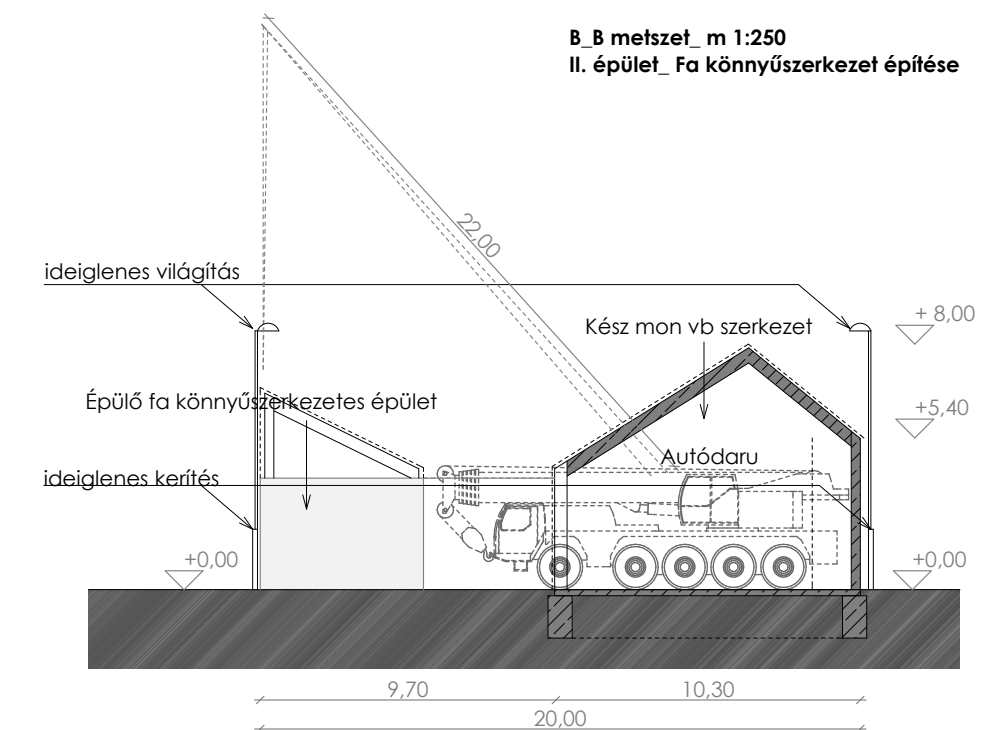 B_B metszet_ m 1:250
II. épület_ Fa könnyűszerkezet építése
22,00
ideiglenes világítás
+ 8,00
Kész mon vb szerkezet
Épülő fa könnyűszerkezetes épület
+5,40
Autódaru
ideiglenes kerítés
+0,00
+0,00
9,70
10,30
20,00